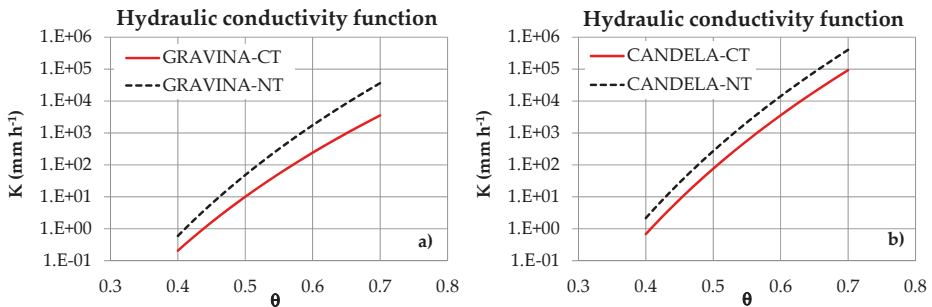 Hydraulic conductivity function
K (mm h-1)
1.E+06
1.E+05
1.E+04
1.E+03
1.E+02
1.E+01
1.E+00
1.E-01
GRAVINA-CT
GRAVINA-NT
a)
0.3 0.4 0.5 0.6 0.7 0.8
θ
Hydraulic conductivity function
K (mm h-1)
1.E+06
1.E+05
1.E+04
1.E+03
1.E+02
1.E+01
1.E+00
1.E-01
CANDELA-CT
CANDELA-NT
b)
0.3 0.4 0.5 0.6 0.7 0.8
θ